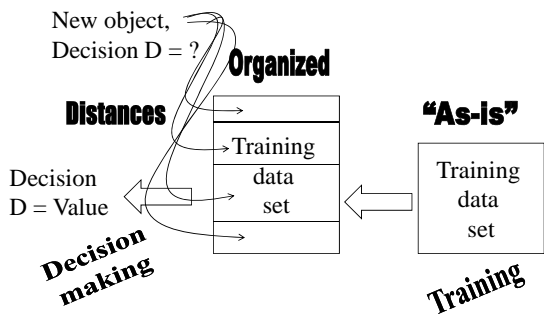 New object,
Decision D = ?
Organized
Distances
"As-is"
Training
data
set
Training
data
set
Decision
D = Value
Decision
making
Training